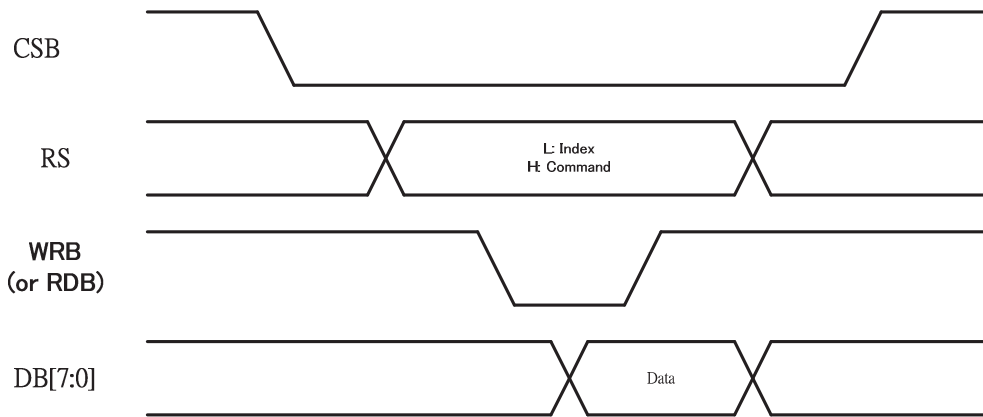 CSB
RS
L: Index
H: Command
WRB
(or RDB)
DB[7:0]
Data